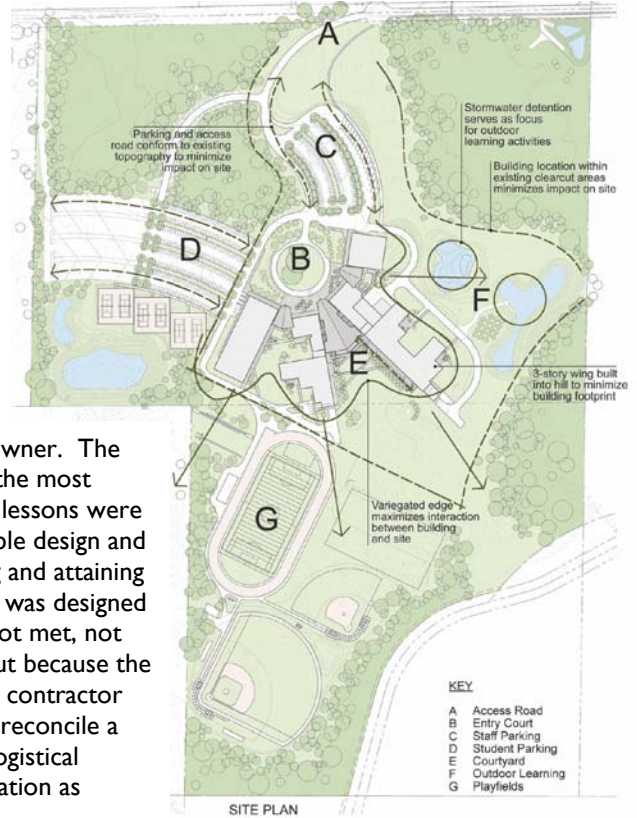 A
Parking and access
road conform to existing
topography to minimize
impact on site
C
Stormwater detention
serves as focus
for outdoor
learning activities
Building location within
existing clearcut areas
minimizes impact on site
D
B
F
E
3-story wing built
into hill to minimize
building footprint
wner. The
the most
lessons were
ble design and
g and attaining
was designed
ot met, not
ut because the
contractor
reconcile a
ogistical
ation as
G
Variegated edge
maximizes interaction
between building
and site
KEY
A Access Road
B Entry Court
C Staff Parking
D Student Parking
E Courtyard
F Outdoor Learning
G Playfields
SITE PLAN